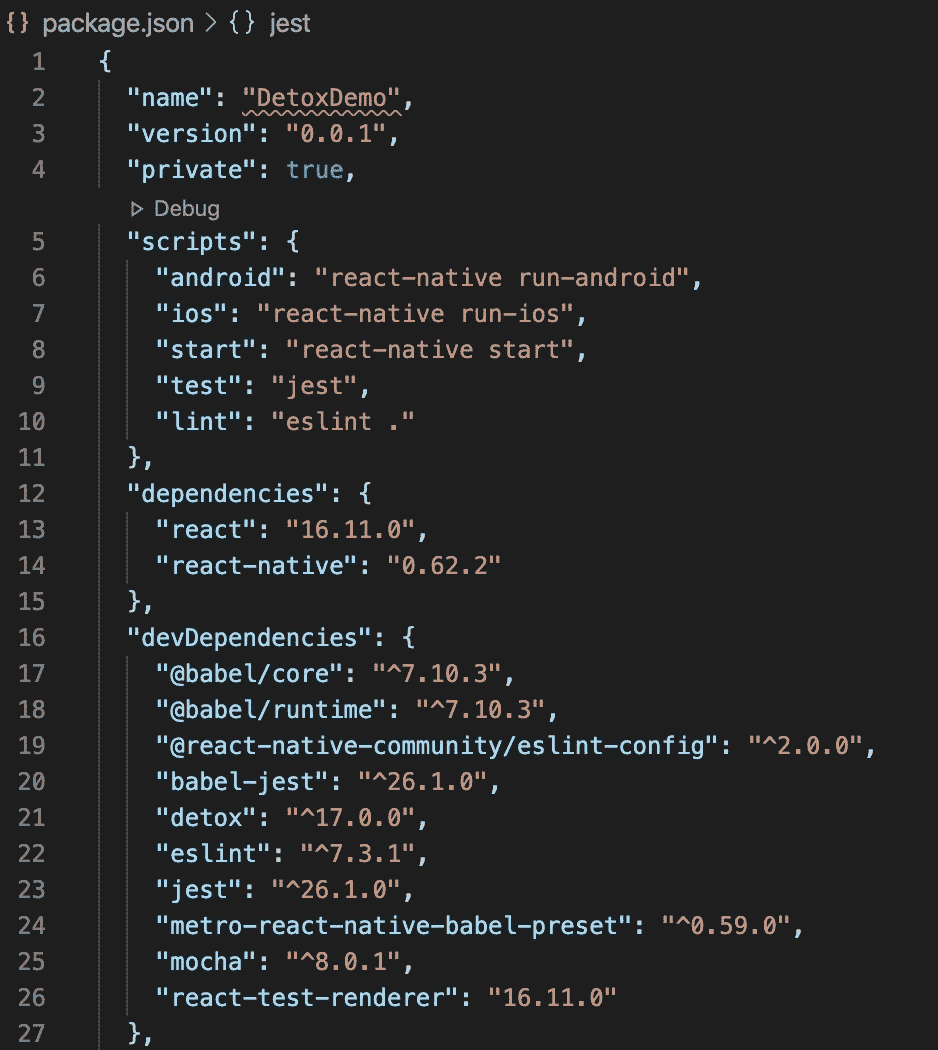 {} package.json > {} jest
1 {
2 "name": "DetoxDemo",
3 "version": "0.0.1",
4 "private": true,
Debug
5 "scripts": {
6 "android": "react-native run-android",
7 "ios": "react-native run-ios",
8 "start": "react-native start",
9 "test": "jest",
10 "lint": "eslint ."
11 },
12 "dependencies": {
13 "react": "16.11.0",
14 "react-native": "0.62.2"
15 },
16 "devDependencies": {
17 "@babel/core": "^7.10.3",
18 "@babel/runtime": "^7.10.3",
19 "@react-native-community/eslint-config": "^2.0.0",
20 "babel-jest": "^26.1.0",
21 "detox": "^17.0.0",
22 "eslint": "^7.3.1",
23 "jest": "^26.1.0",
24 "metro-react-native-babel-preset": "^0.59.0",
25 "mocha": "^8.0.1",
26 "react-test-renderer": "16.11.0"
27 },